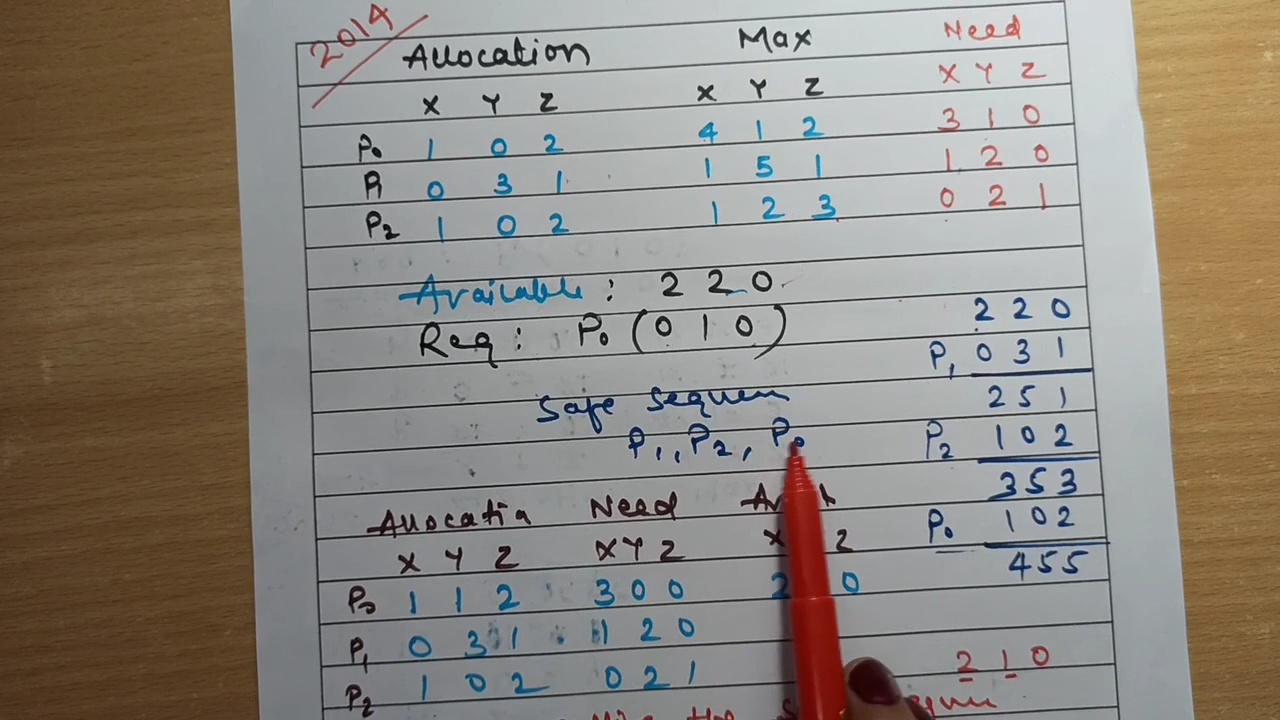 2014
Allocation Max Need
X Y Z X Y Z X Y Z
P0 1 0 2 4 1 2 3 1 0
P1 0 3 1 1 5 1 1 2 0
P2 1 0 2 1 2 3 0 2 1
Available : 2 2 0
Req : P0 (0 1 0)
2 2 0
P1 0 3 1
2 5 1
P2 1 0 2
3 5 3
P0 1 0 2
4 5 5
Safe Sequen
P1, P2, P0
Allocatia Need
X Y Z X Y Z X Z
P0 1 1 2 3 0 0 2 0
P1 0 3 1 1 2 0
P2 1 0 2 0 2 1
2 1 0